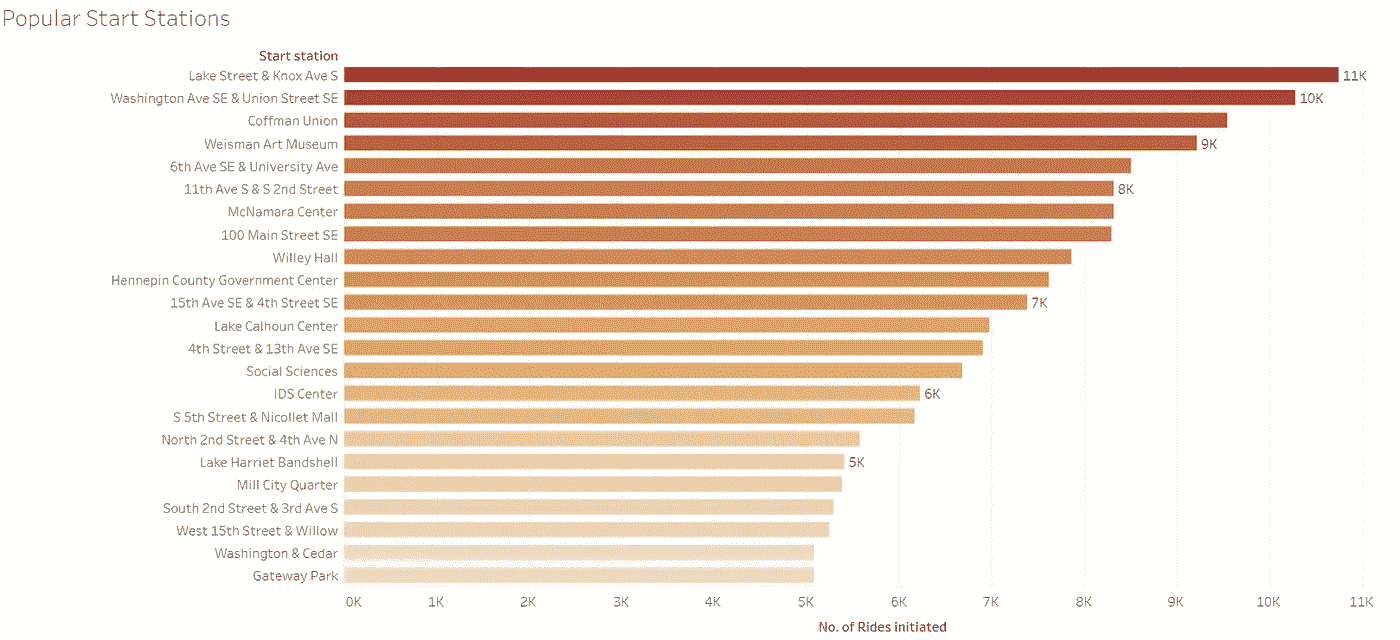 Popular Start Stations
Start station
Lake Street & Knox Ave S 11K
Washington Ave SE & Union Street SE 10K
Coffman Union
Weisman Art Museum 9K
6th Ave SE & University Ave
11th Ave S & S 2nd Street 8K
McNamara Center
100 Main Street SE
Willey Hall
Hennepin County Government Center
15th Ave SE & 4th Street SE 7K
Lake Calhoun Center
4th Street & 13th Ave SE
Social Sciences
IDS Center 6K
S 5th Street & Nicollet Mall
North 2nd Street & 4th Ave N
Lake Harriet Bandshell 5K
Mill City Quarter
South 2nd Street & 3rd Ave S
West 15th Street & Willow
Washington & Cedar
Gateway Park
0K 1K 2K 3K 4K 5K 6K 7K 8K 9K 10K 11K
No. of Rides initiated